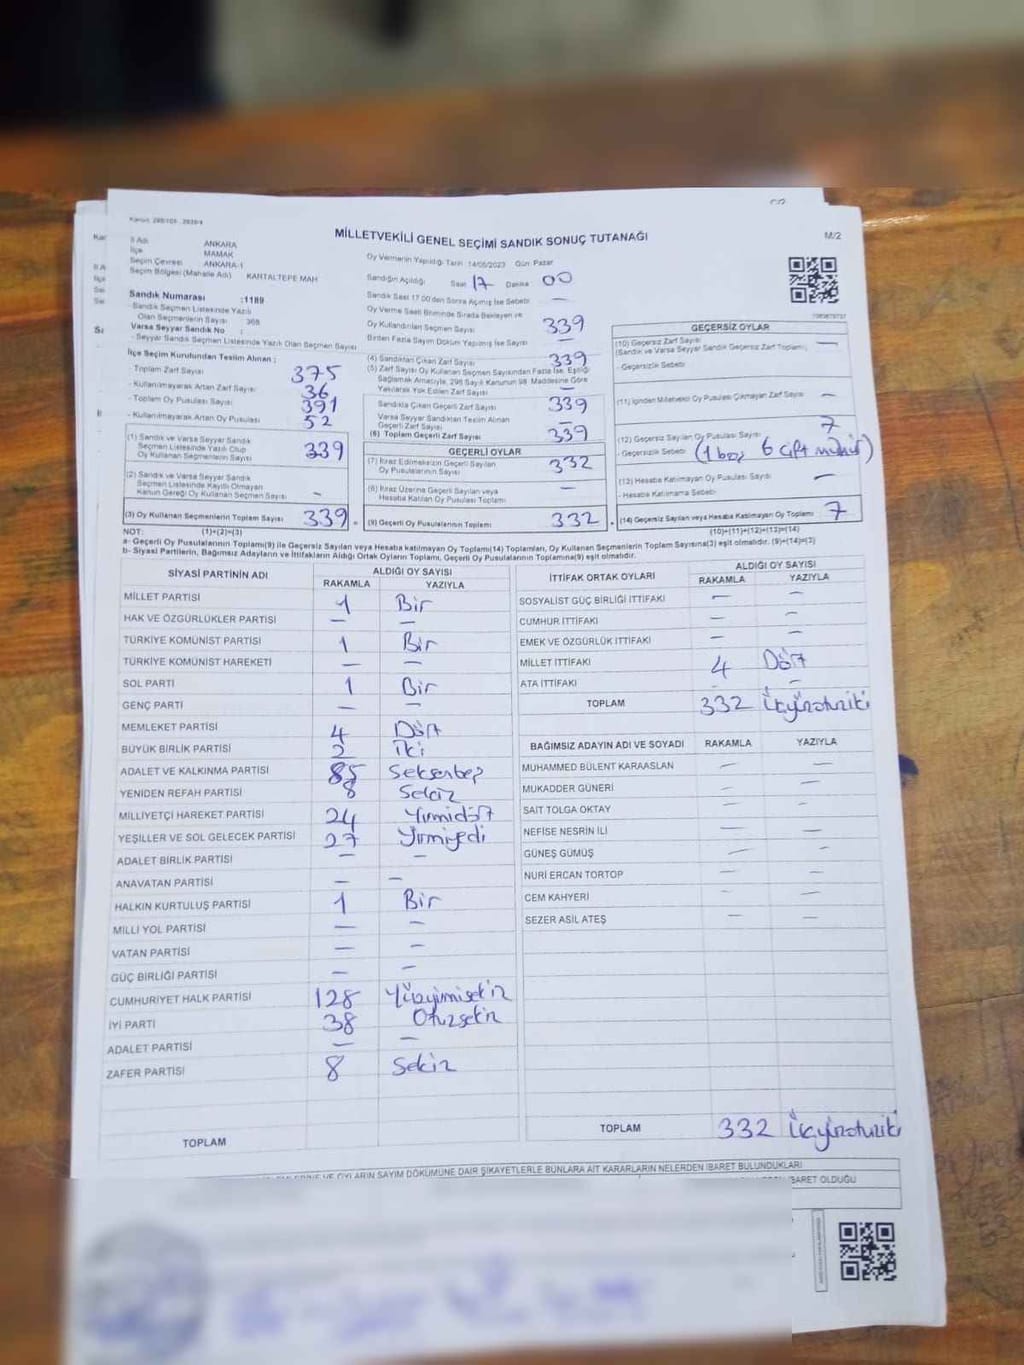 MİLLETVEKİLİ GENEL SEÇİMİ SANDIK SONUÇ TUTANAĞI
M/2
İl Adı ANKARA
İlçe MAMAK
Seçim Çevresi ANKARA-1
Seçim Bölgesi (Mahalle Adı) KARTALTEPE MAH
Sandık Numarası :1189
- Sandık Seçmen Listesinde Yazılı
Olan Seçmenlerin Sayısı 368
Varsa Seyyar Sandık No :
- Seyyar Sandık Seçmen Listesinde Yazılı Olan Seçmen Sayısı
İlçe Seçim Kurulundan Teslim Alınan ;
- Toplam Zarf Sayısı 375
- Kullanılmayarak Artan Zarf Sayısı 36
- Toplam Oy Pusulası Sayısı 391
- Kullanılmayarak Artan Oy Pusulası 52
(1) Sandık ve Varsa Seyyar Sandık
Seçmen Listesinde Yazılı Olup
Oy Kullanan Seçmenlerin Sayısı 339
(2) Sandık ve Varsa Seyyar Sandık
Seçmen Listesinde Kayıtlı Olmayan
Kanun Gereği Oy Kullanan Seçmen Sayısı -
(3) Oy Kullanan Seçmenlerin Toplam Sayısı 339
(1)+(2)=(3)
Oy Vermenin Yapıldığı Tarih 14/05/2023 Gün Pazar
Sandığın Açıldığı Saat 17 Dakika 00
Sandık Saat 17.00'den Sonra Açılmış İse Sebebi -
Oy Verme Saati Bitiminde Sırada Bekleyen ve
Oy Kullandırılan Seçmen Sayısı 339
Birden Fazla Sayım Döküm Yapılmış İse Sayısı -
(4) Sandıktan Çıkan Zarf Sayısı 339
(5) Zarf Sayısı Oy Kullanan Seçmen Sayısından Fazla İse, Eşitliği
Sağlamak Amacıyla, 298 Sayılı Kanunun 98. Maddesine Göre
Yakılarak Yok Edilen Zarf Sayısı -
Sandıkta Çıkan Geçerli Zarf Sayısı 339
Varsa Seyyar Sandıktan Teslim Alınan
Geçerli Zarf Sayısı -
(6) Toplam Geçerli Zarf Sayısı 339
GEÇERLİ OYLAR
(7) İtiraz Edilmeksizin Geçerli Sayılan
Oy Pusulalarının Sayısı 332
(8) İtiraz Üzerine Geçerli Sayılan veya
Hesaba Katılan Oy Pusulası Toplamı -
(9) Geçerli Oy Pusulalarının Toplamı 332
GEÇERSİZ OYLAR
(10) Geçersiz Zarf Sayısı
(Sandık ve Varsa Seyyar Sandık Geçersiz Zarf Toplamı) -
- Geçersizlik Sebebi
(11) İçinden Milletvekili Oy Pusulası Çıkmayan Zarf Sayısı -
(12) Geçersiz Sayılan Oy Pusulası Sayısı 7
- Geçersizlik Sebebi (1 boş 6 çift mühür)
(13) Hesaba Katılmayan Oy Pusulası Sayısı -
- Hesaba Katılmama Sebebi
(14) Geçersiz Sayılan veya Hesaba Katılmayan Oy Toplamı 7
(10)+(11)+(12)+(13)=(14)
NOT:
a- Geçerli Oy Pusulalarının Toplamı(9) ile Geçersiz Sayılan veya Hesaba katılmayan Oy Toplamı(14) Toplamları, Oy Kullanan Seçmenlerin Toplam Sayısına(3) eşit olmalıdır. (9)+(14)=(3)
b- Siyasi Partilerin, Bağımsız Adayların ve İttifakların Aldığı Ortak Oyların Toplamı, Geçerli Oy Pusulalarının Toplamına(9) eşit olmalıdır.
SİYASİ PARTİNİN ADI ALDIĞI OY SAYISI
RAKAMLA YAZIYLA
MİLLET PARTİSİ 1 Bir
HAK VE ÖZGÜRLÜKLER PARTİSİ - -
TÜRKİYE KOMÜNİST PARTİSİ 1 Bir
TÜRKİYE KOMÜNİST HAREKETİ - -
SOL PARTİ 1 Bir
GENÇ PARTİ - -
MEMLEKET PARTİSİ 4 Dört
BÜYÜK BİRLİK PARTİSİ 2 İki
ADALET VE KALKINMA PARTİSİ 85 Seksenbeş
YENİDEN REFAH PARTİSİ 8 Sekiz
MİLLİYETÇİ HAREKET PARTİSİ 24 Yirmidört
YEŞİLLER VE SOL GELECEK PARTİSİ 27 Yirmiyedi
ADALET BİRLİK PARTİSİ - -
ANAVATAN PARTİSİ - -
HALKIN KURTULUŞ PARTİSİ 1 Bir
MİLLİ YOL PARTİSİ - -
VATAN PARTİSİ - -
GÜÇ BİRLİĞİ PARTİSİ - -
CUMHURİYET HALK PARTİSİ 128 Yüzyimisekiz
İYİ PARTİ 38 Otuzsekiz
ADALET PARTİSİ - -
ZAFER PARTİSİ 8 Sekiz
TOPLAM
İTTİFAK ORTAK OYLARI ALDIĞI OY SAYISI
RAKAMLA YAZIYLA
SOSYALİST GÜÇ BİRLİĞİ İTTİFAKI - -
CUMHUR İTTİFAKI - -
EMEK VE ÖZGÜRLÜK İTTİFAKI - -
MİLLET İTTİFAKI 4 Dört
ATA İTTİFAKI - -
TOPLAM 332 Üçyüzotuziki
BAĞIMSIZ ADAYIN ADI VE SOYADI RAKAMLA YAZIYLA
MUHAMMED BÜLENT KARAASLAN - -
MUKADDER GÜNERİ - -
SAİT TOLGA OKTAY - -
NEFİSE NESRİN İLİ - -
GÜNEŞ GÜMÜŞ - -
NURİ ERCAN TORTOP - -
CEM KAHYERİ - -
SEZER ASİL ATEŞ - -
TOPLAM 332 Üçyüzotuziki
OYLARIN SAYIM DÖKÜMÜNE DAİR ŞİKAYETLERLE BUNLARA AİT KARARLARIN NELERDEN İBARET BULUNDUKLARI